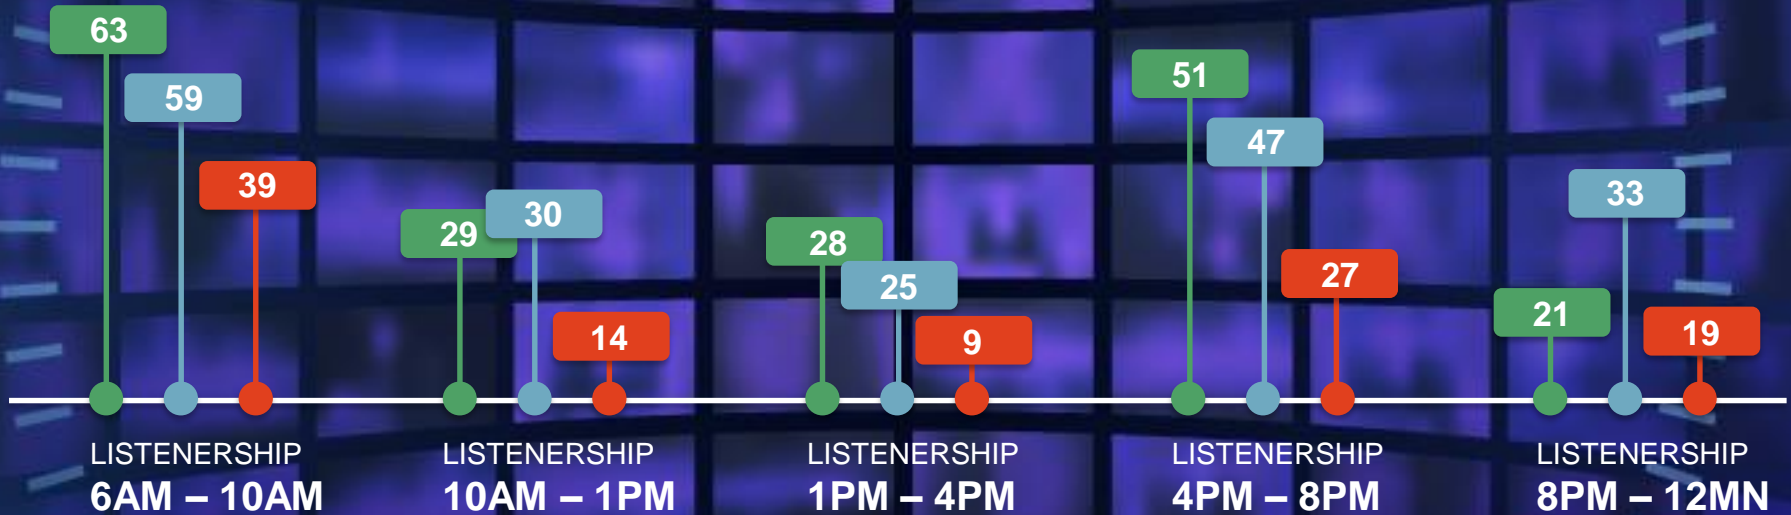 63
59
39
29
30
14
28
25
9
51
47
27
21
33
19
LISTENERSHIP
6AM – 10AM
LISTENERSHIP
10AM – 1PM
LISTENERSHIP
1PM – 4PM
LISTENERSHIP
4PM – 8PM
LISTENERSHIP
8PM – 12MN